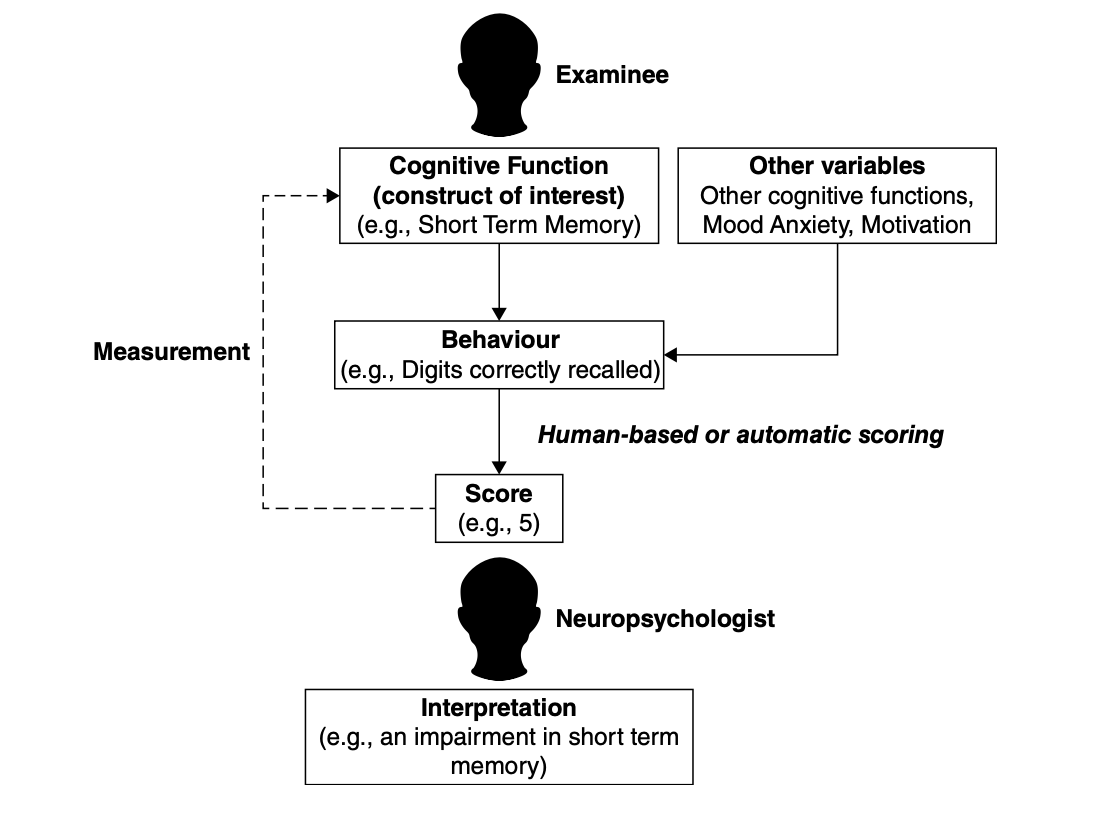 Examinee
Cognitive Function
(construct of interest)
(e.g., Short Term Memory)
Other variables
Other cognitive functions,
Mood Anxiety, Motivation
Measurement
Behaviour
(e.g., Digits correctly recalled)
Human-based or automatic scoring
Score
(e.g., 5)
Neuropsychologist
Interpretation
(e.g., an impairment in short term
memory)